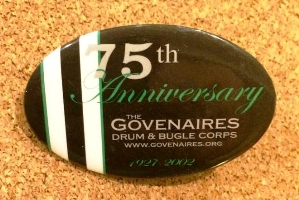 75th
Anniversary
THE
GOVENAIRES
DRUM & BUGLE CORPS
WWW.GOVENAIRES.ORG
1927-2002